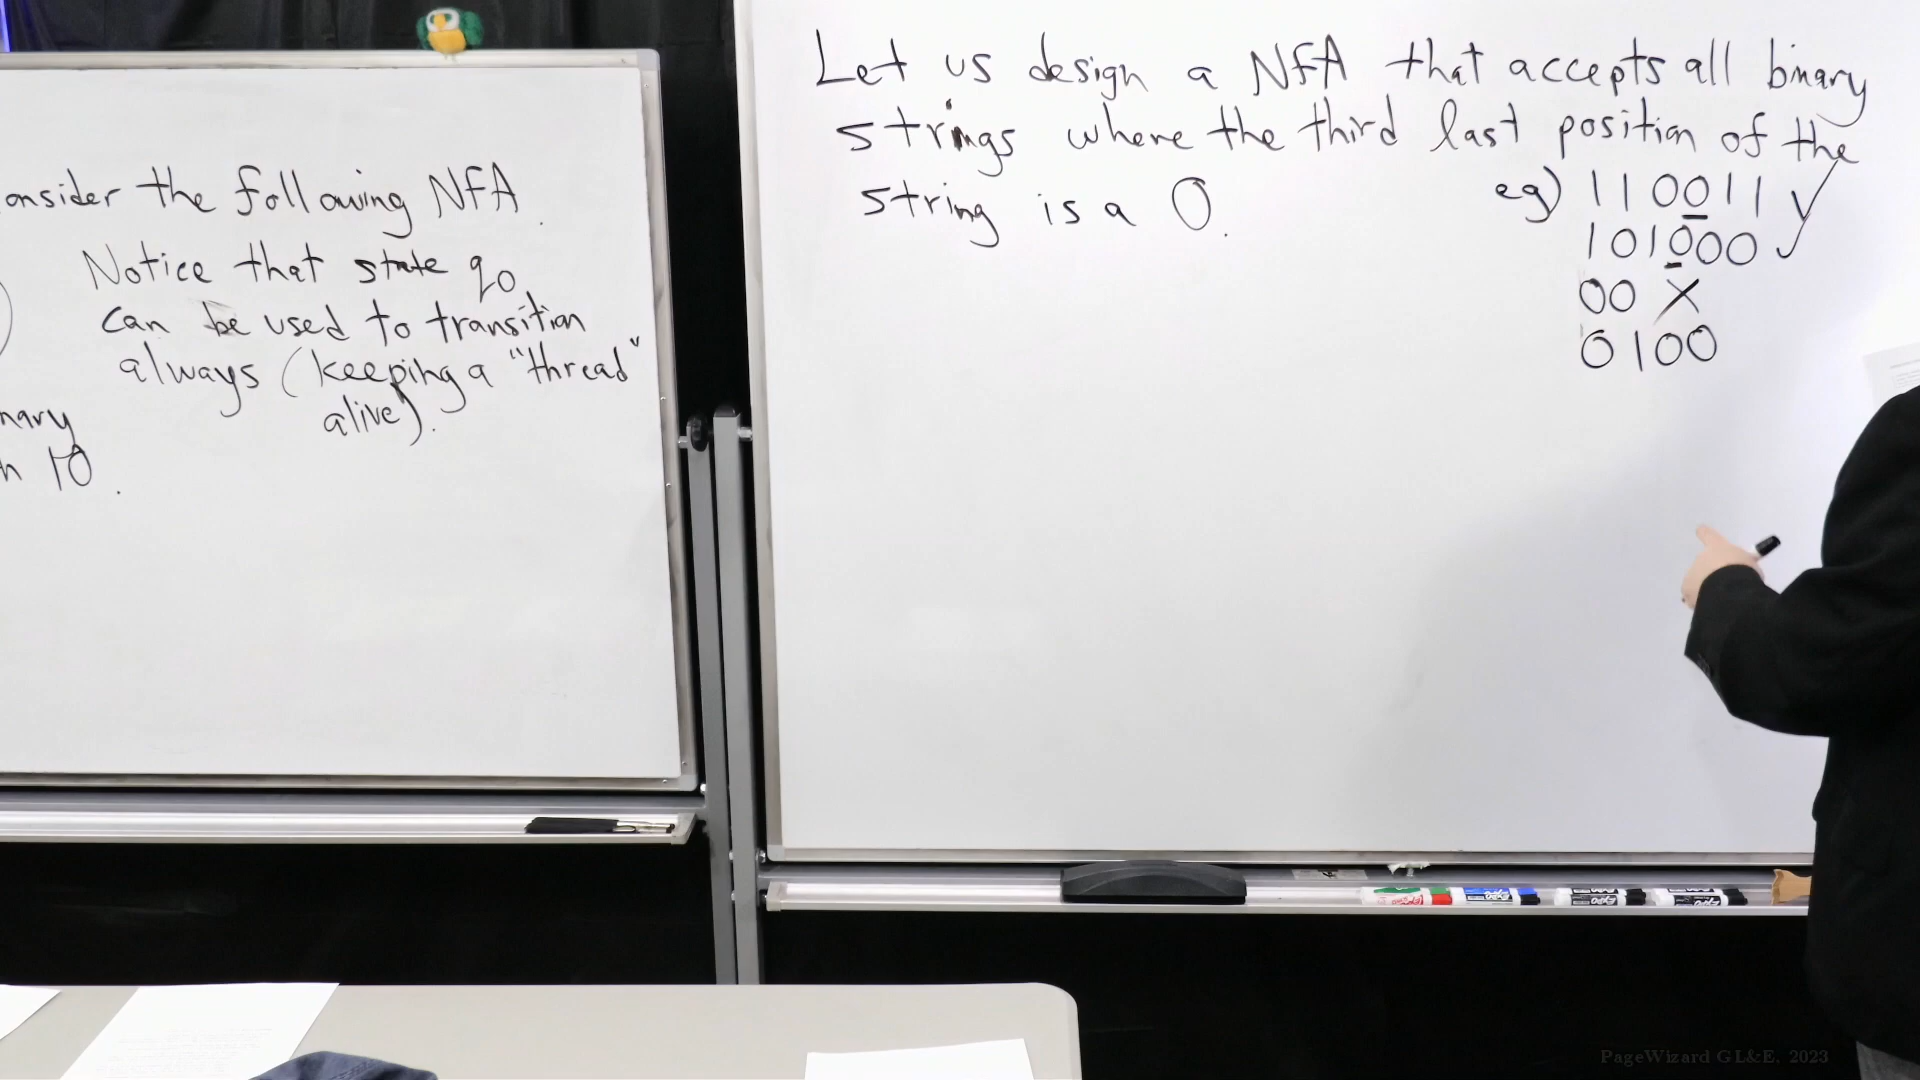 onsider the following NFA.
Notice that state q0
can be used to transition
always (keeping a "thread"
alive).
nary
n 10.
Let us design a NFA that accepts all binary
strings where the third last position of the
string is a 0.
eg) 110011 ✓
101000 ✓
00 X
0100
PageWizard GL&E, 2023